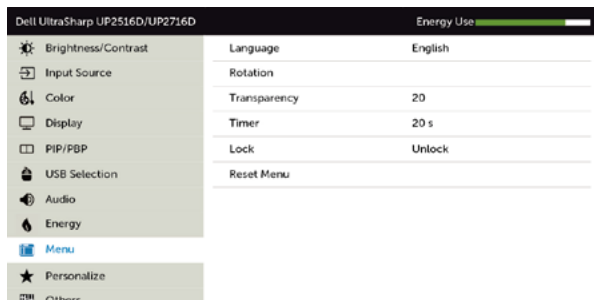 Dell UltraSharp UP2516D/UP2716D Energy Use
Brightness/Contrast Language English
Input Source Rotation
Color Transparency 20
Display Timer 20 s
PIP/PBP Lock Unlock
USB Selection Reset Menu
Audio
Energy
Menu
Personalize
Others